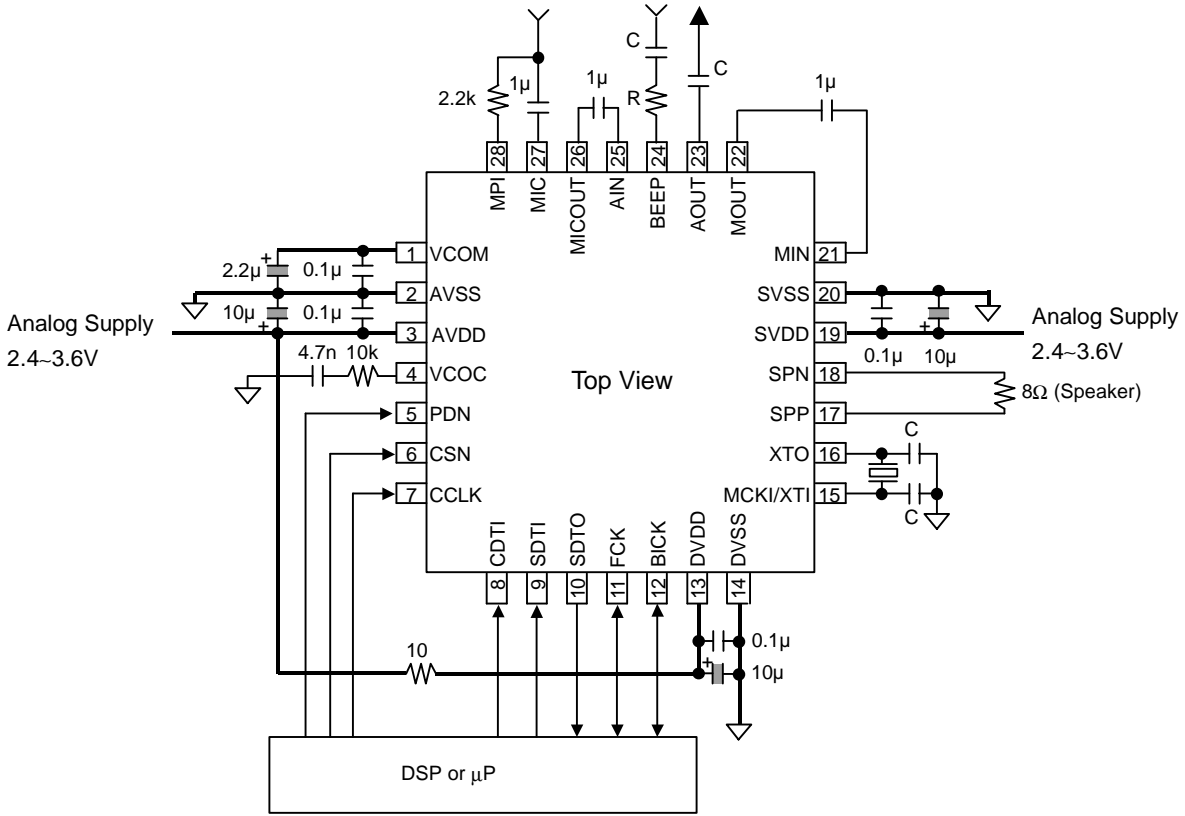 C
C
1µ
1µ
1µ
2.2k
R
28
27
26
25
24
23
22
MPI
MIC
MICOUT
AIN
BEEP
AOUT
MOUT
1 VCOM
MIN 21
+
2.2µ
0.1µ
2 AVSS
SVSS 20
10µ
0.1µ
+
Analog Supply
2.4~3.6V
3 AVDD
SVDD 19
+
0.1µ
10µ
Analog Supply
2.4~3.6V
4.7n
10k
4 VCOC
Top View
SPN 18
8Ω (Speaker)
5 PDN
SPP 17
6 CSN
XTO 16
C
7 CCLK
MCKI/XTI 15
C
CDTI
SDTI
SDTO
FCK
BICK
DVDD
DVSS
8
9
10
11
12
13
14
0.1µ
10
+
10µ
DSP or µP